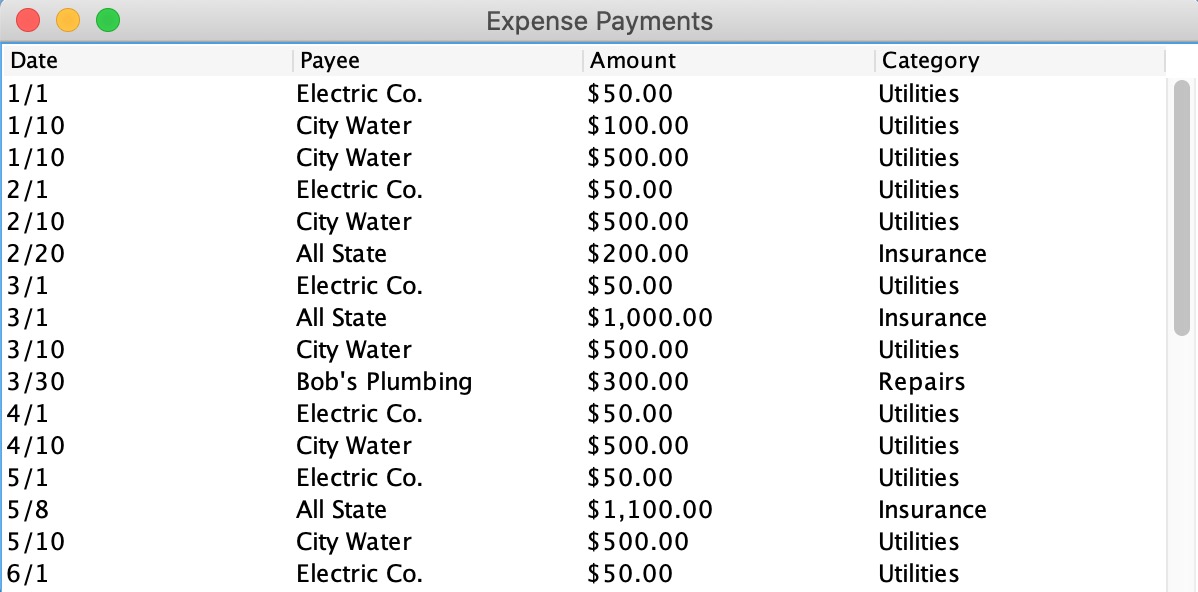 Expense Payments
Date Payee Amount Category
1/1 Electric Co. $50.00 Utilities
1/10 City Water $100.00 Utilities
1/10 City Water $500.00 Utilities
2/1 Electric Co. $50.00 Utilities
2/10 City Water $500.00 Utilities
2/20 All State $200.00 Insurance
3/1 Electric Co. $50.00 Utilities
3/1 All State $1,000.00 Insurance
3/10 City Water $500.00 Utilities
3/30 Bob's Plumbing $300.00 Repairs
4/1 Electric Co. $50.00 Utilities
4/10 City Water $500.00 Utilities
5/1 Electric Co. $50.00 Utilities
5/8 All State $1,100.00 Insurance
5/10 City Water $500.00 Utilities
6/1 Electric Co. $50.00 Utilities